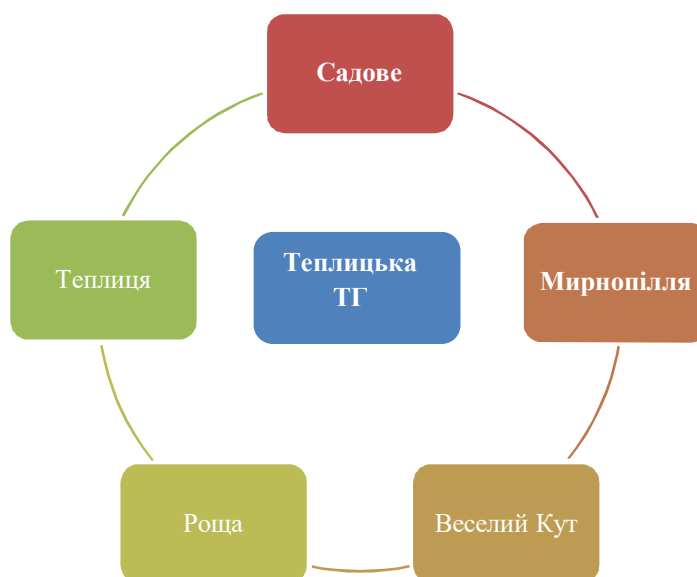 Садове
Теплиця
Теплицька
ТГ
Мирнопілля
Роща
Веселий Кут